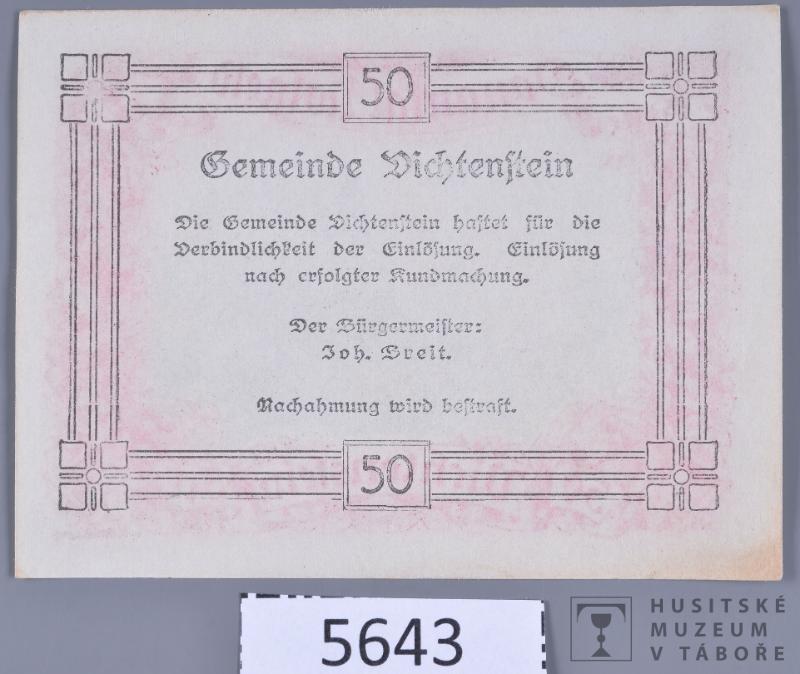 50
Gemeinde Vichtenstein
Die Gemeinde Vichtenstein haftet für die
Verbindlichkeit der Einlösung. Einlösung
nach erfolgter Kundmachung.
Der Bürgermeister:
Joh. Breit.
Nachahmung wird bestraft.
50
5643
HUSITSKÉ
MUZEUM
V TÁBOŘE